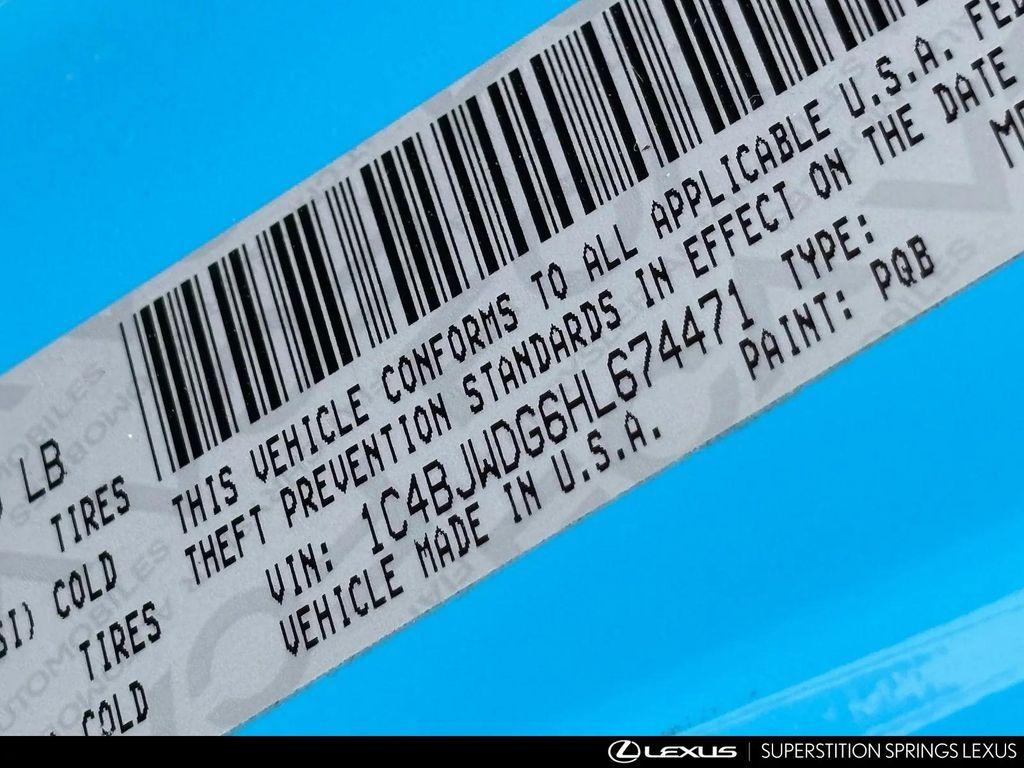 LB
TIRES
SI) COLD
TIRES
COLD
THIS VEHICLE CONFORMS TO ALL APPLICABLE U.S.A.
THEFT PREVENTION STANDARDS IN EFFECT ON THE DATE
VIN: 1C4BJWDG6HL674471 TYPE:
VEHICLE MADE IN U.S.A. PAINT: PQB
LEXUS | SUPERSTITION SPRINGS LEXUS